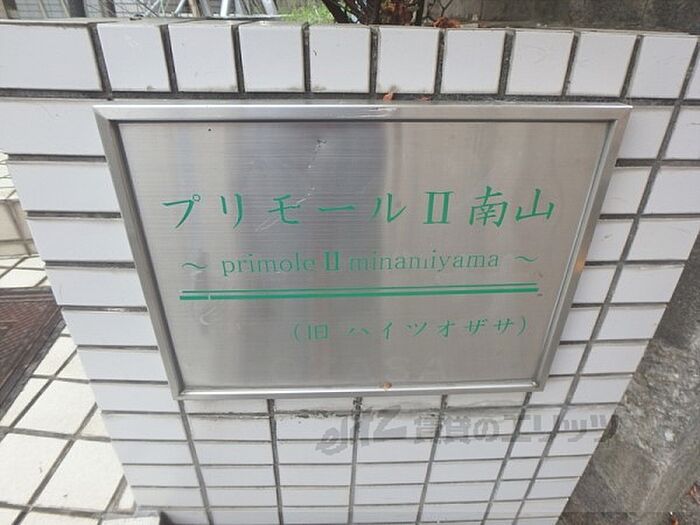 プリモールⅡ南山
～ primole Ⅱ minamiyama ～
（旧 ハイツオザサ）
elitz 賃貸のエリッツ